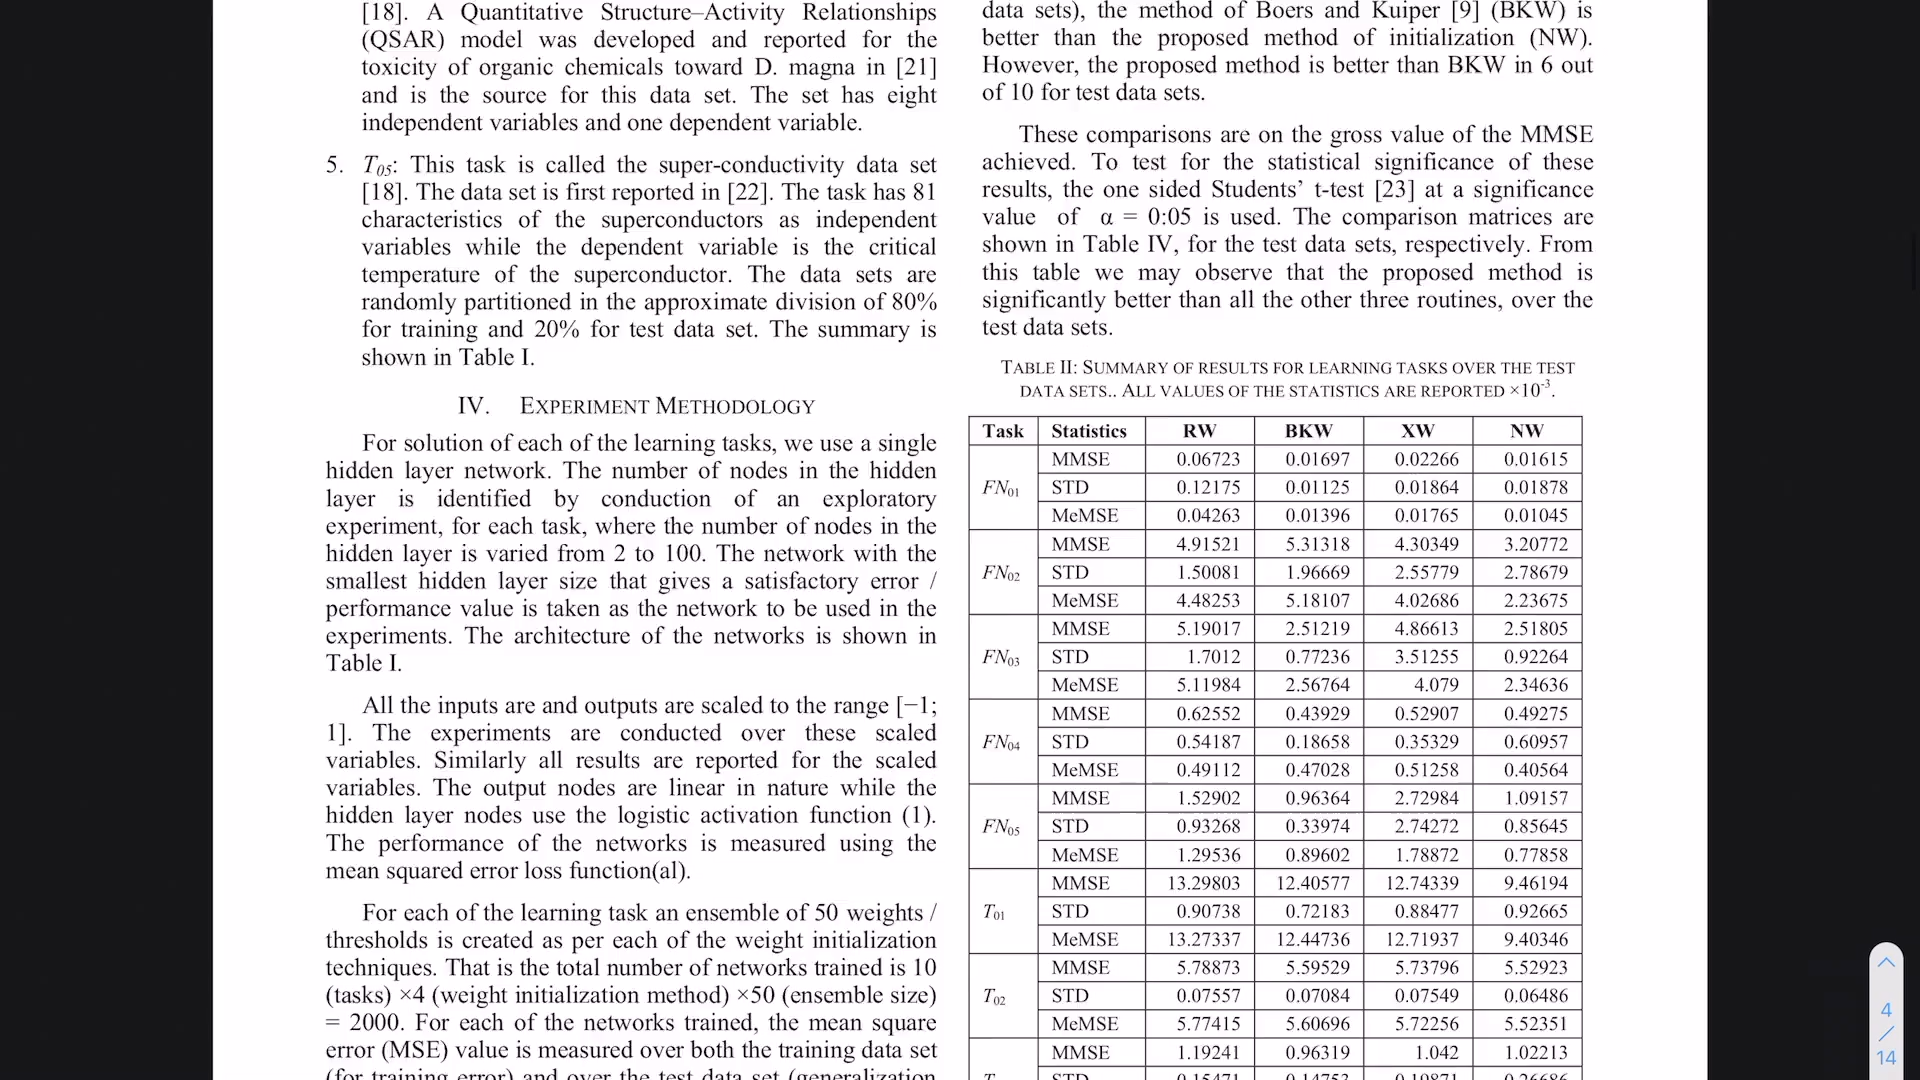 [18]. A Quantitative Structure–Activity Relationships
(QSAR) model was developed and reported for the
toxicity of organic chemicals toward D. magna in [21]
and is the source for this data set. The set has eight
independent variables and one dependent variable.
5. T05: This task is called the super-conductivity data set
[18]. The data set is first reported in [22]. The task has 81
characteristics of the superconductors as independent
variables while the dependent variable is the critical
temperature of the superconductor. The data sets are
randomly partitioned in the approximate division of 80%
for training and 20% for test data set. The summary is
shown in Table I.
IV. EXPERIMENT METHODOLOGY
For solution of each of the learning tasks, we use a single
hidden layer network. The number of nodes in the hidden
layer is identified by conduction of an exploratory
experiment, for each task, where the number of nodes in the
hidden layer is varied from 2 to 100. The network with the
smallest hidden layer size that gives a satisfactory error /
performance value is taken as the network to be used in the
experiments. The architecture of the networks is shown in
Table I.
All the inputs are and outputs are scaled to the range [−1;
1]. The experiments are conducted over these scaled
variables. Similarly all results are reported for the scaled
variables. The output nodes are linear in nature while the
hidden layer nodes use the logistic activation function (1).
The performance of the networks is measured using the
mean squared error loss function(al).
For each of the learning task an ensemble of 50 weights /
thresholds is created as per each of the weight initialization
techniques. That is the total number of networks trained is 10
(tasks) ×4 (weight initialization method) ×50 (ensemble size)
= 2000. For each of the networks trained, the mean square
error (MSE) value is measured over both the training data set
(for training error) and over the test data set (generalization
data sets), the method of Boers and Kuiper [9] (BKW) is
better than the proposed method of initialization (NW).
However, the proposed method is better than BKW in 6 out
of 10 for test data sets.
These comparisons are on the gross value of the MMSE
achieved. To test for the statistical significance of these
results, the one sided Students’ t-test [23] at a significance
value of α = 0:05 is used. The comparison matrices are
shown in Table IV, for the test data sets, respectively. From
this table we may observe that the proposed method is
significantly better than all the other three routines, over the
test data sets.
TABLE II: SUMMARY OF RESULTS FOR LEARNING TASKS OVER THE TEST
DATA SETS.. ALL VALUES OF THE STATISTICS ARE REPORTED ×10-3.
Task Statistics RW BKW XW NW
MMSE 0.06723 0.01697 0.02266 0.01615
FN01 STD 0.12175 0.01125 0.01864 0.01878
MeMSE 0.04263 0.01396 0.01765 0.01045
MMSE 4.91521 5.31318 4.30349 3.20772
FN02 STD 1.50081 1.96669 2.55779 2.78679
MeMSE 4.48253 5.18107 4.02686 2.23675
MMSE 5.19017 2.51219 4.86613 2.51805
FN03 STD 1.7012 0.77236 3.51255 0.92264
MeMSE 5.11984 2.56764 4.079 2.34636
MMSE 0.62552 0.43929 0.52907 0.49275
FN04 STD 0.54187 0.18658 0.35329 0.60957
MeMSE 0.49112 0.47028 0.51258 0.40564
MMSE 1.52902 0.96364 2.72984 1.09157
FN05 STD 0.93268 0.33974 2.74272 0.85645
MeMSE 1.29536 0.89602 1.78872 0.77858
MMSE 13.29803 12.40577 12.74339 9.46194
T01 STD 0.90738 0.72183 0.88477 0.92665
MeMSE 13.27337 12.44736 12.71937 9.40346
MMSE 5.78873 5.59529 5.73796 5.52923
T02 STD 0.07557 0.07084 0.07549 0.06486
MeMSE 5.77415 5.60696 5.72256 5.52351
MMSE 1.19241 0.96319 1.042 1.02213
STD 0.15471 0.14753 0.19871 0.26686
4
/
14